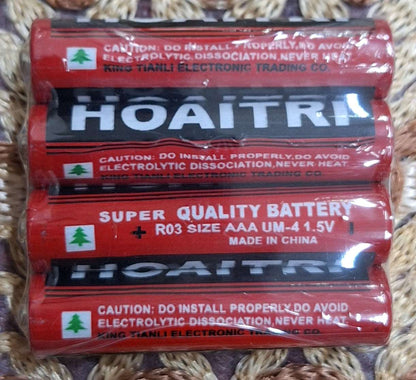 CAUTION: DO INSTALL PROPERLY,DO AVOID
ELECTROLYTIC DISSOCIATION,NEVER HEAT
KING TIANLI ELECTRONIC TRADING CO.
HOAITRI
CAUTION: DO INSTALL PROPERLY,DO AVOID
ELECTROLYTIC DISSOCIATION,NEVER HEAT
SUPER QUALITY BATTERY
+ R03 SIZE AAA UM-4 1.5V -
MADE IN CHINA
HOAITRI
CAUTION: DO INSTALL PROPERLY,DO AVOID
ELECTROLYTIC DISSOCIATION,NEVER HEAT
KING TIANLI ELECTRONIC TRADING CO.